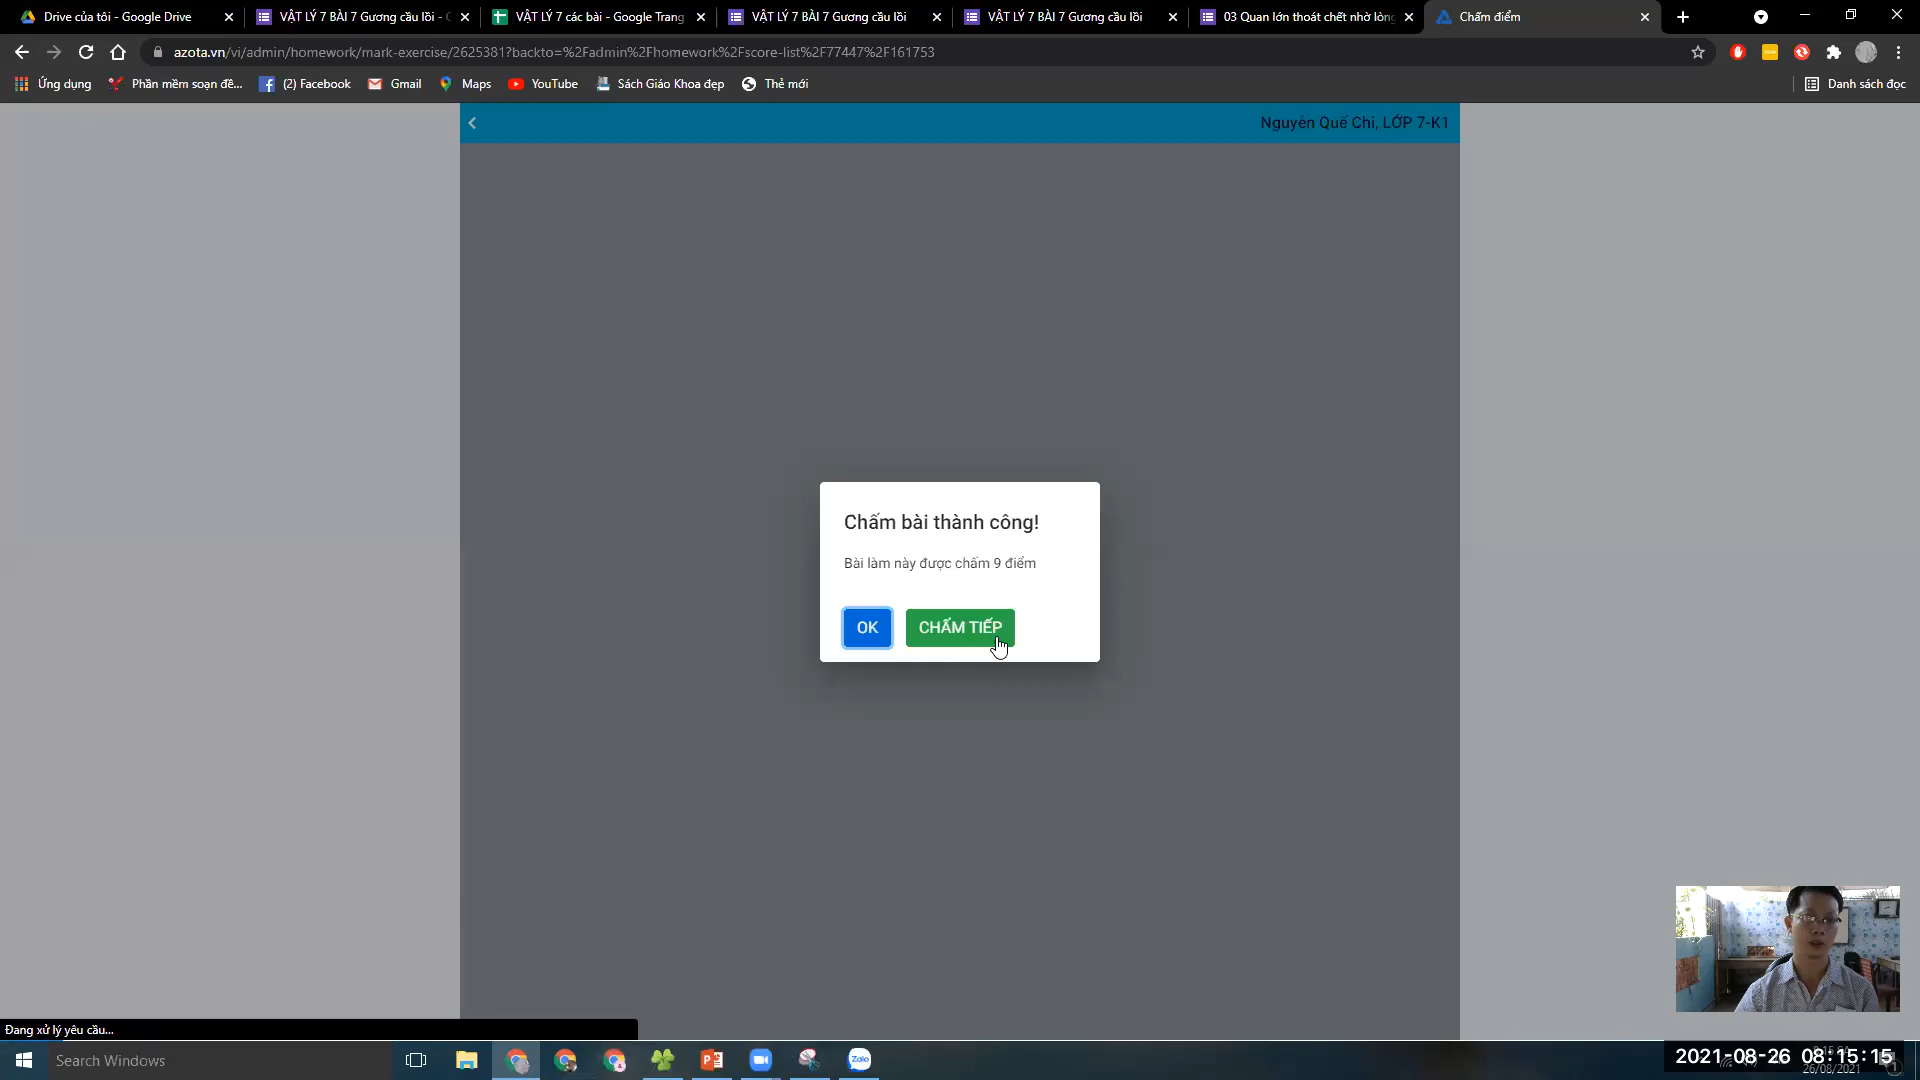 Drive của tôi - Google Drive
VẬT LÝ 7 BÀI 7 Gương cầu lồi -
VẬT LÝ 7 các bài - Google Trang
VẬT LÝ 7 BÀI 7 Gương cầu lồi
VẬT LÝ 7 BÀI 7 Gương cầu lồi
03 Quan lớn thoát chết nhờ lòng
Chấm điểm
azota.vn/vi/admin/homework/mark-exercise/2625381?backto=%2Fadmin%2Fhomework%2Fscore-list%2F77447%2F161753
Ứng dụng
Phần mềm soạn đề...
(2) Facebook
Gmail
Maps
YouTube
Sách Giáo Khoa đẹp
Thẻ mới
Danh sách đọc
Nguyễn Quế Chi, LỚP 7-K1
Chấm bài thành công!
Bài làm này được chấm 9 điểm
OK
CHẤM TIẾP
Đang xử lý yêu cầu...
Search Windows
Zalo
2021-08-26 08:15:15
26/08/2021